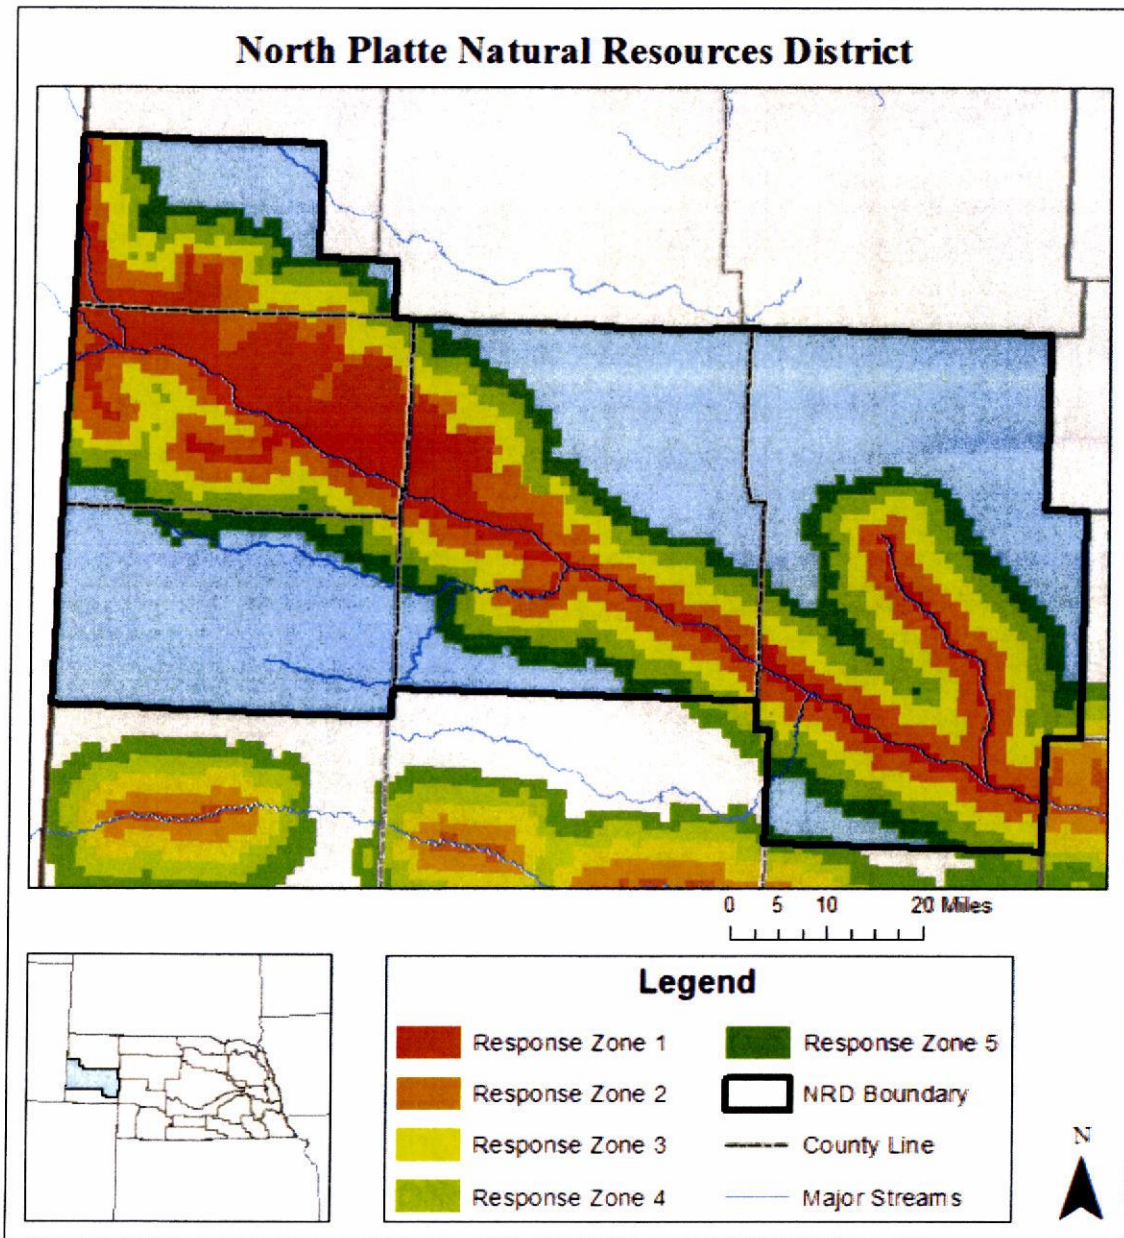 North Platte Natural Resources District
0 5 10 20 Miles
Legend
Response Zone 1
Response Zone 2
Response Zone 3
Response Zone 4
Response Zone 5
NRD Boundary
County Line
Major Streams
N